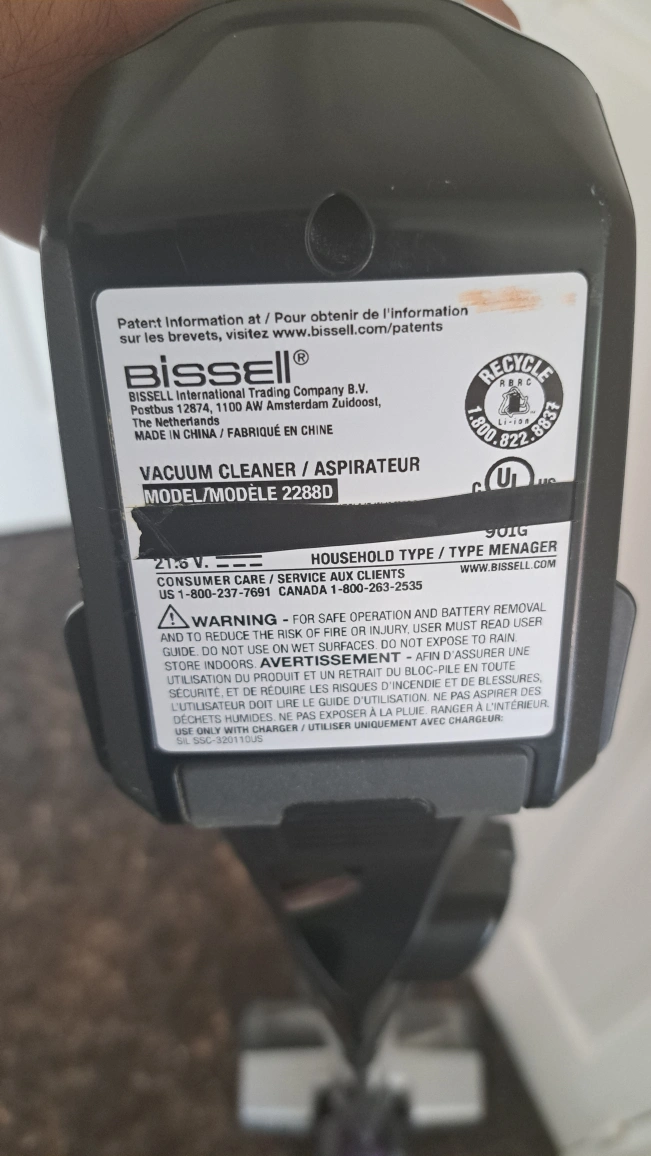 Patent Information at / Pour obtenir de l'information
sur les brevets, visitez www.bissell.com/patents
BISSELL®
BISSELL International Trading Company B.V.
Postbus 12874, 1100 AW Amsterdam Zuidoost,
The Netherlands
MADE IN CHINA / FABRIQUÉ EN CHINE
RECYCLE
RBRC
Li-ion
1.800.822.8837
VACUUM CLEANER / ASPIRATEUR
MODEL/MODÈLE 2288D
C UL US
901G
21.6 V.
HOUSEHOLD TYPE / TYPE MENAGER
CONSUMER CARE / SERVICE AUX CLIENTS
WWW.BISSELL.COM
US 1-800-237-7691 CANADA 1-800-263-2535
WARNING - FOR SAFE OPERATION AND BATTERY REMOVAL
AND TO REDUCE THE RISK OF FIRE OR INJURY, USER MUST READ USER
GUIDE. DO NOT USE ON WET SURFACES. DO NOT EXPOSE TO RAIN.
STORE INDOORS. AVERTISSEMENT - AFIN D'ASSURER UNE
UTILISATION DU PRODUIT ET UN RETRAIT DU BLOC-PILE EN TOUTE
SÉCURITÉ, ET DE RÉDUIRE LES RISQUES D'INCENDIE ET DE BLESSURES,
L'UTILISATEUR DOIT LIRE LE GUIDE D'UTILISATION. NE PAS ASPIRER DES
DÉCHETS HUMIDES. NE PAS EXPOSER À LA PLUIE. RANGER À L'INTÉRIEUR.
USE ONLY WITH CHARGER / UTILISER UNIQUEMENT AVEC CHARGEUR:
SIL SSC-320110US